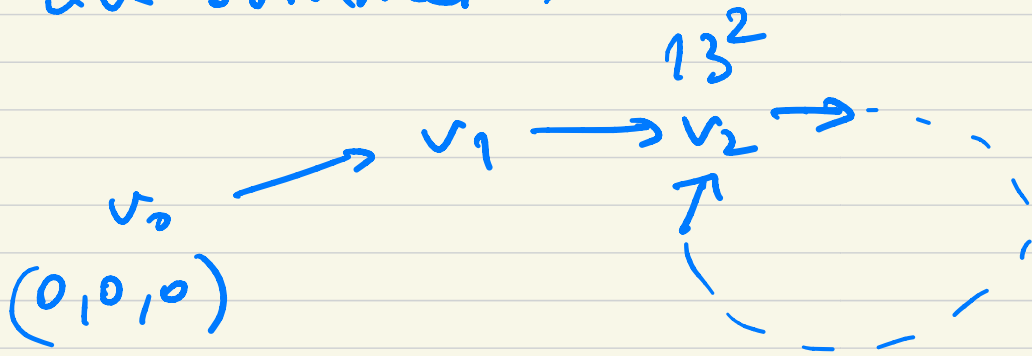 13²
v₀ → v₁ → v₂ →
(0,0,0)